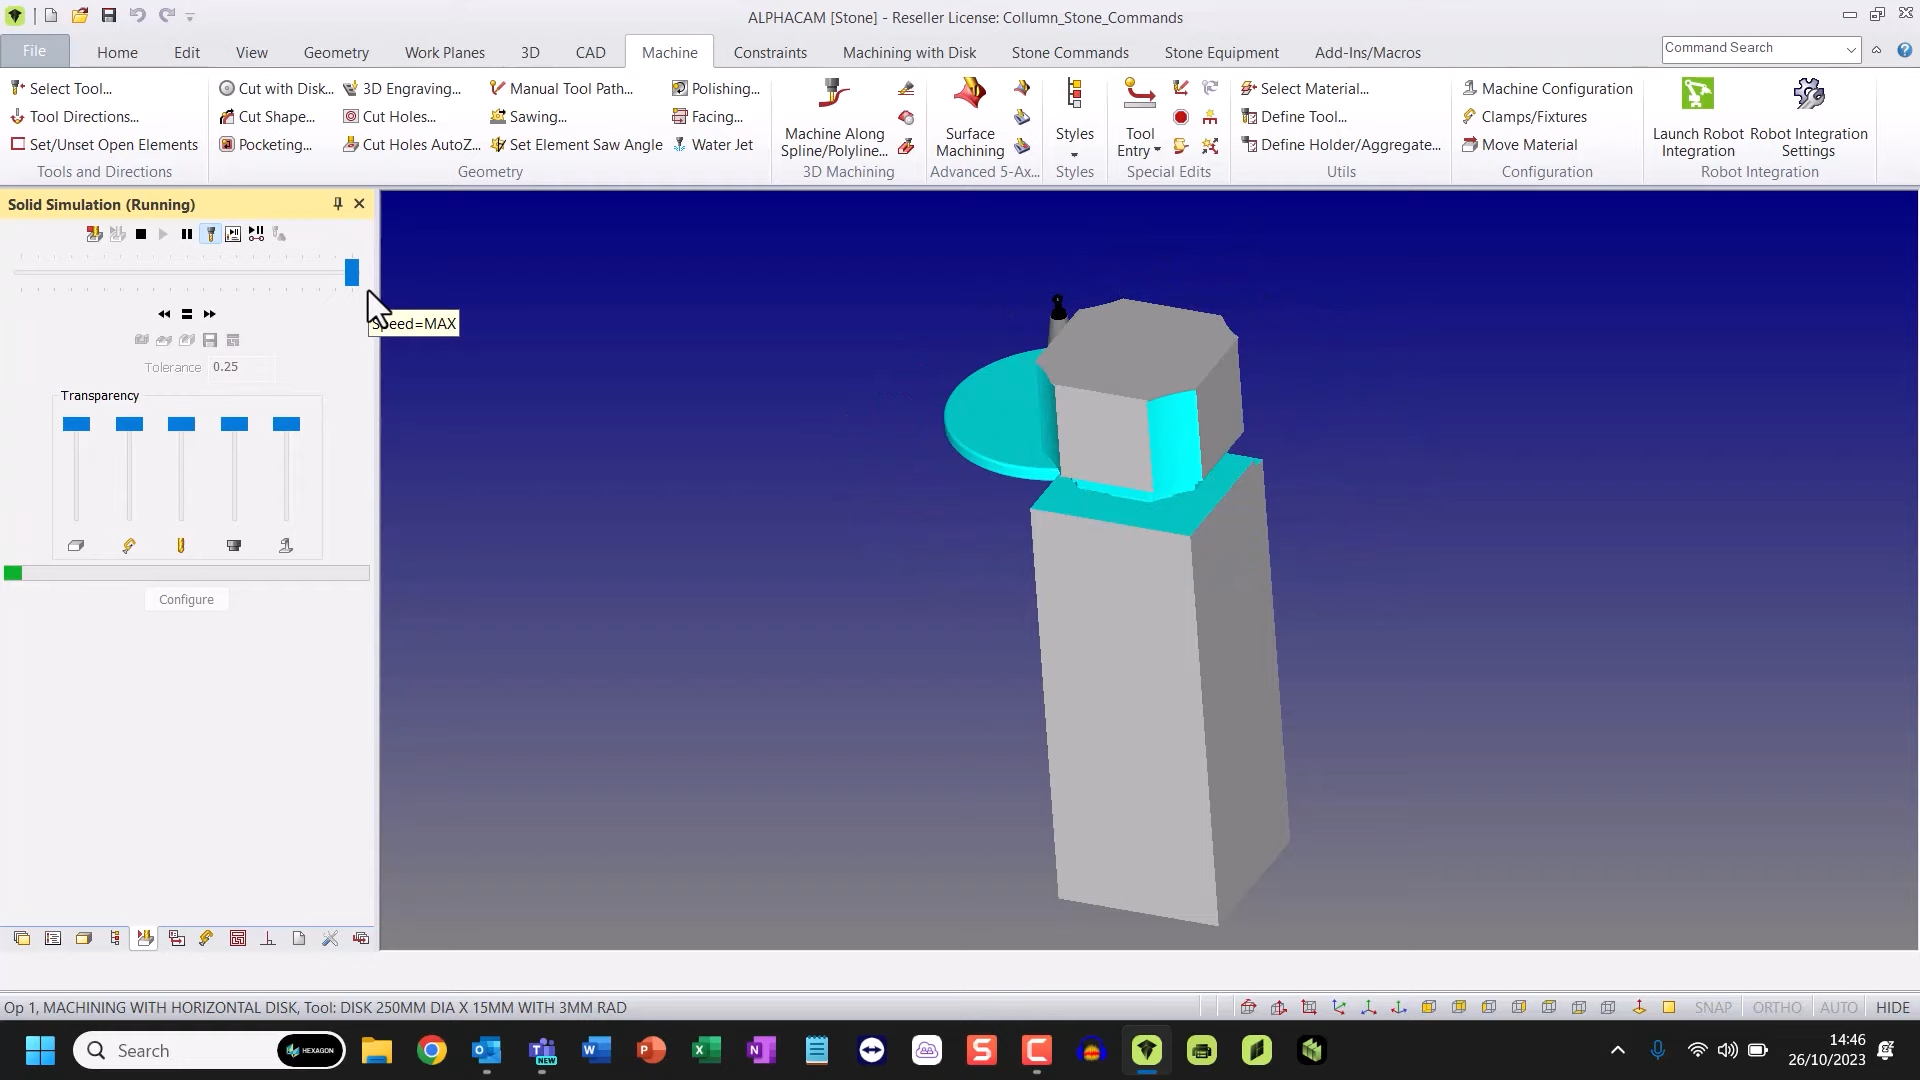 ALPHACAM [Stone] - Reseller License: Collumn_Stone_Commands
File Home Edit View Geometry Work Planes 3D CAD Machine Constraints Machining with Disk Stone Commands Stone Equipment Add-Ins/Macros Command Search
Select Tool... Cut with Disk... 3D Engraving... Manual Tool Path... Polishing... Select Material... Machine Configuration
Tool Directions... Cut Shape... Cut Holes... Sawing... Facing... Define Tool... Clamps/Fixtures
Set/Unset Open Elements Pocketing... Cut Holes AutoZ... Set Element Saw Angle Water Jet Define Holder/Aggregate... Move Material
Machine Along Spline/Polyline... Surface Machining Styles Tool Entry Launch Robot Integration Robot Integration Settings
Tools and Directions Geometry 3D Machining Advanced 5-Ax... Styles Special Edits Utils Configuration Robot Integration
Solid Simulation (Running)
Speed=MAX
Tolerance 0.25
Transparency
Configure
Op 1, MACHINING WITH HORIZONTAL DISK, Tool: DISK 250MM DIA X 15MM WITH 3MM RAD SNAP ORTHO AUTO HIDE
Search HEXAGON 14:46
26/10/2023